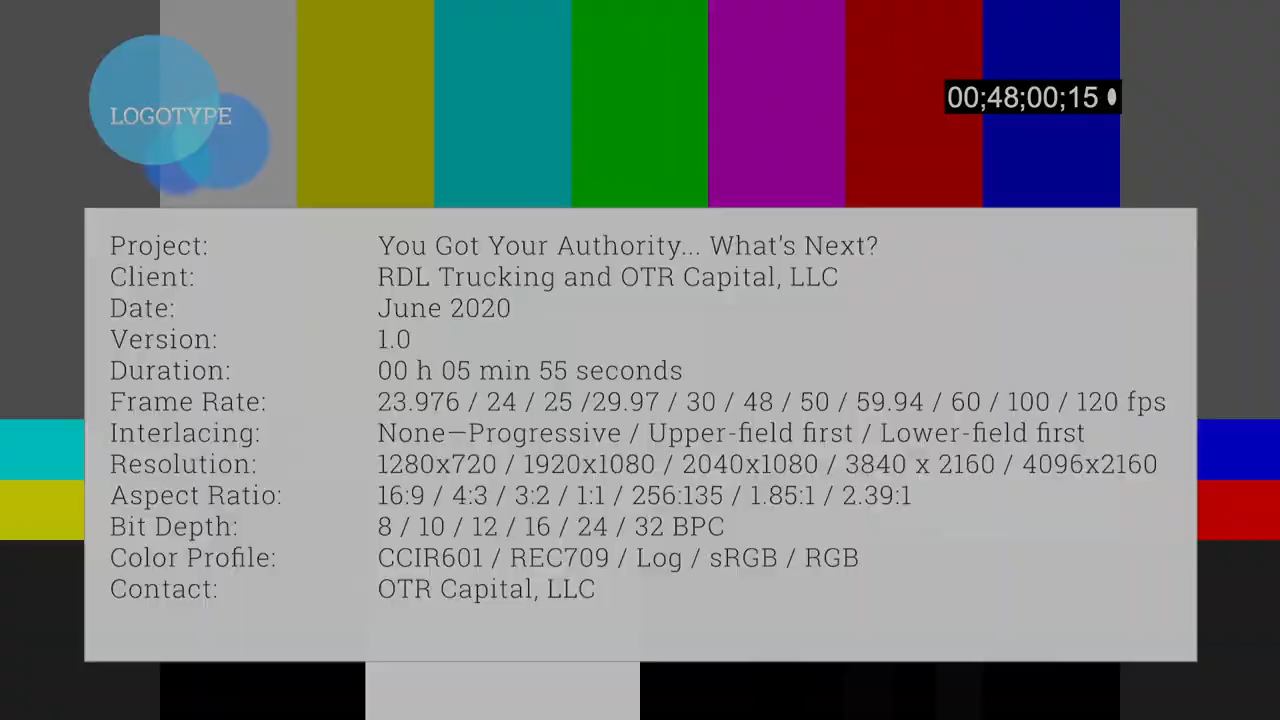 LOGOTYPE
00;48;00;15
Project: You Got Your Authority... What's Next?
Client: RDL Trucking and OTR Capital, LLC
Date: June 2020
Version: 1.0
Duration: 00 h 05 min 55 seconds
Frame Rate: 23.976 / 24 / 25 /29.97 / 30 / 48 / 50 / 59.94 / 60 / 100 / 120 fps
Interlacing: None—Progressive / Upper-field first / Lower-field first
Resolution: 1280x720 / 1920x1080 / 2040x1080 / 3840 x 2160 / 4096x2160
Aspect Ratio: 16:9 / 4:3 / 3:2 / 1:1 / 256:135 / 1.85:1 / 2.39:1
Bit Depth: 8 / 10 / 12 / 16 / 24 / 32 BPC
Color Profile: CCIR601 / REC709 / Log / sRGB / RGB
Contact: OTR Capital, LLC